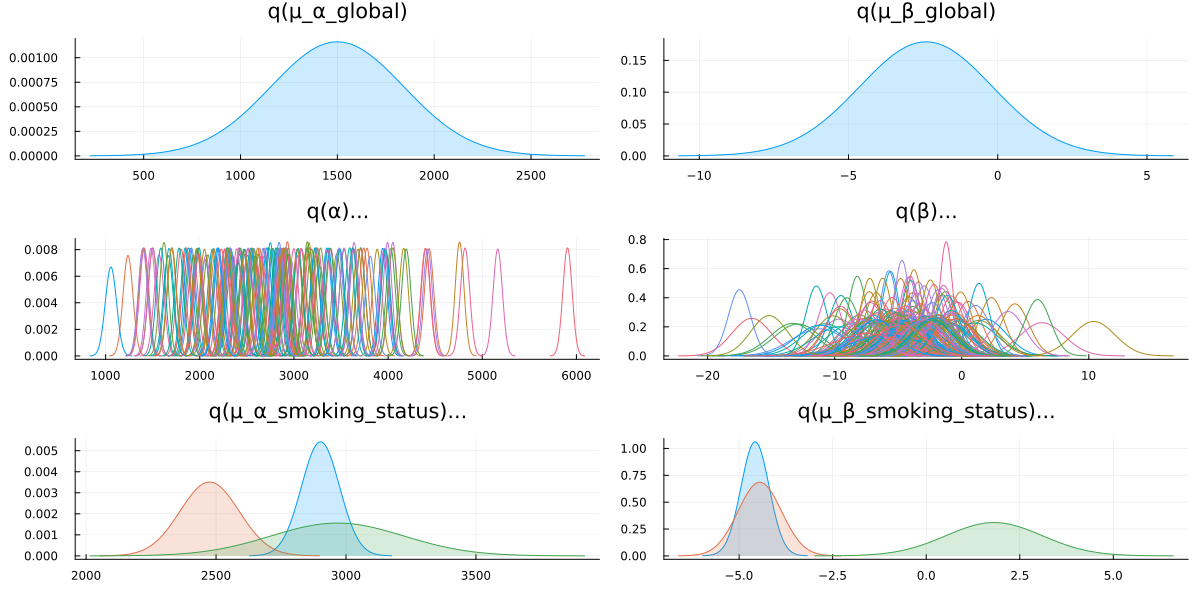 q(μ_α_global)
q(μ_β_global)
0.00100
0.00075
0.00050
0.00025
0.00000
500 1000 1500 2000 2500
0.15
0.10
0.05
0.00
−10 −5 0 5
q(α)...
q(β)...
0.008
0.006
0.004
0.002
0.000
1000 2000 3000 4000 5000 6000
0.8
0.6
0.4
0.2
0.0
−20 −10 0 10
q(μ_α_smoking_status)...
q(μ_β_smoking_status)...
0.005
0.004
0.003
0.002
0.001
0.000
2000 2500 3000 3500
1.00
0.75
0.50
0.25
0.00
−5.0 −2.5 0.0 2.5 5.0